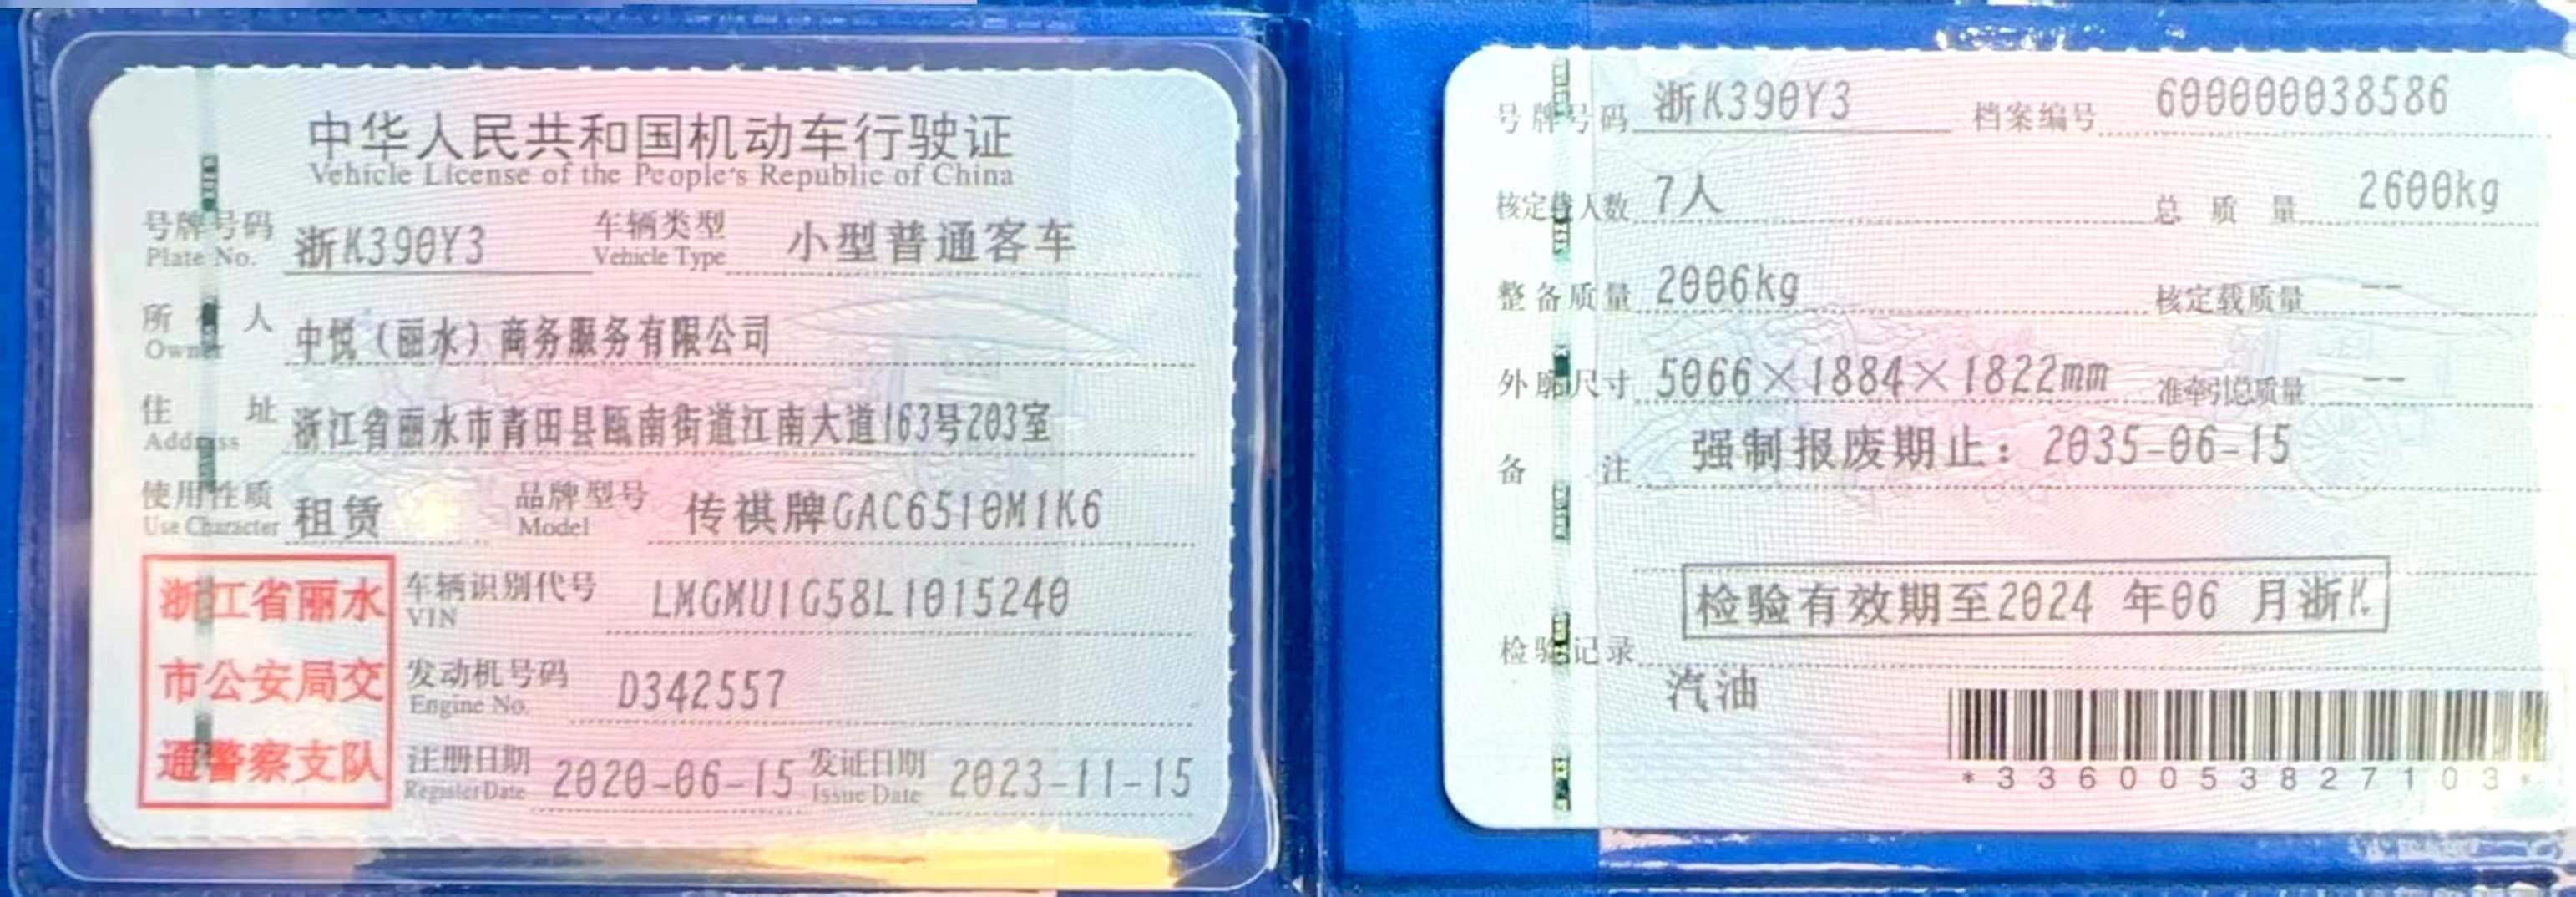 中华人民共和国机动车行驶证
Vehicle License of the People's Republic of China
号牌号码 浙K390Y3 车辆类型 小型普通客车
Plate No. Vehicle Type
所有人 中悦（丽水）商务服务有限公司
Owner
住址 浙江省丽水市青田县瓯南街道江南大道163号203室
Address
使用性质 租赁 品牌型号 传祺牌GAC6510M1K6
Use Character Model
浙江省丽水
市公安局交
通警察支队
车辆识别代号 LMGMU1G58L1015240
VIN
发动机号码 D342557
Engine No.
注册日期 2020-06-15 发证日期 2023-11-15
Register Date Issue Date
号牌号码 浙K390Y3 档案编号 600000038586
核定载人数 7人 总质量 2600kg
整备质量 2006kg 核定载质量 --
外廓尺寸 5066×1884×1822mm 准牵引总质量 --
备注 强制报废期止：2035-06-15
检验有效期至2024 年06 月浙K
检验记录
汽油
*3360053827103*